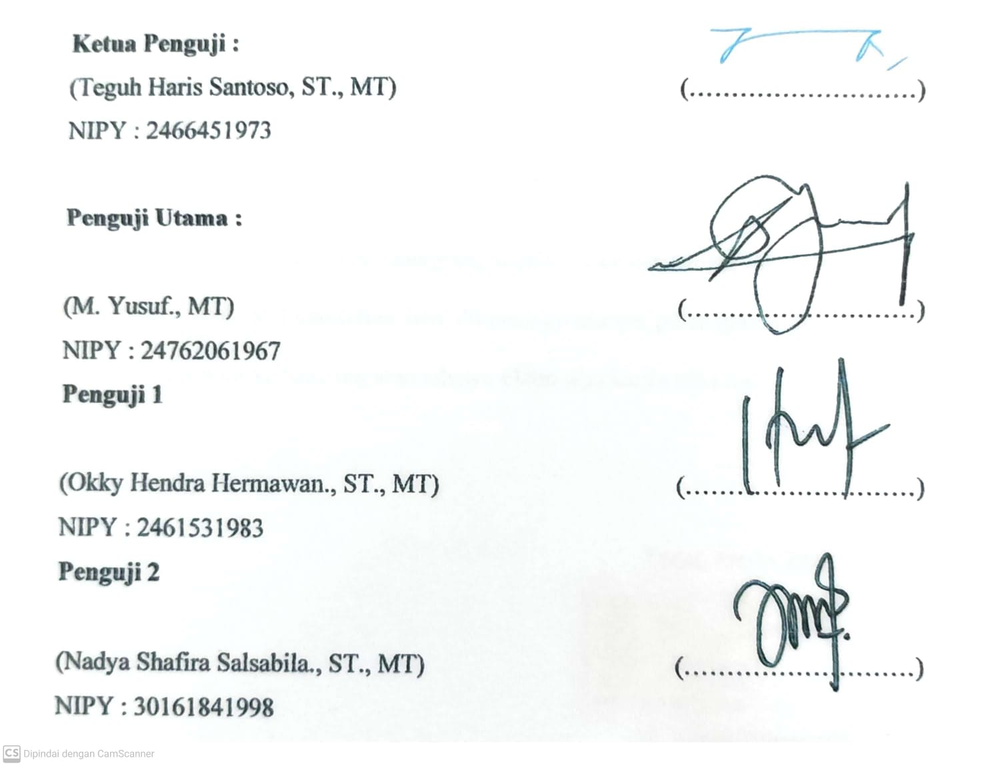 Ketua Penguji :
(Teguh Haris Santoso, ST., MT) (............................)
NIPY : 2466451973
Penguji Utama :
(M. Yusuf., MT) (............................)
NIPY : 24762061967
Penguji 1
(Okky Hendra Hermawan., ST., MT) (............................)
NIPY : 2461531983
Penguji 2
(Nadya Shafira Salsabila., ST., MT) (............................)
NIPY : 30161841998
CS Dipindai dengan CamScanner